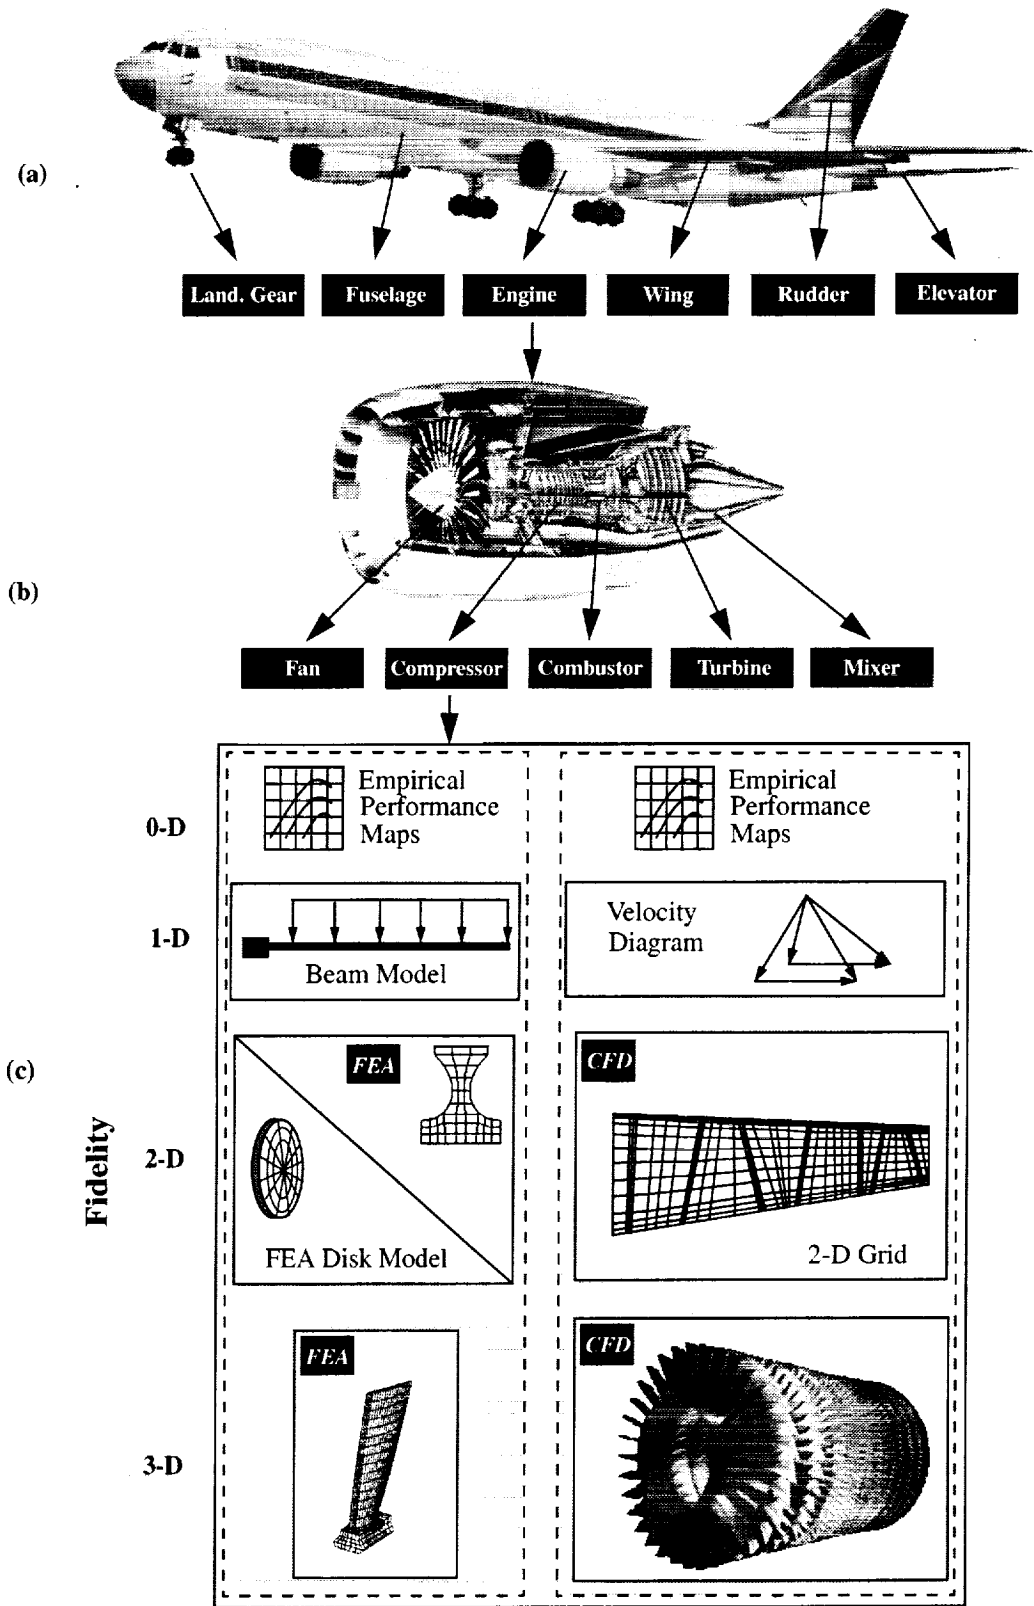 (a)
Land. Gear
Fuselage
Engine
Wing
Rudder
Elevator
(b)
Fan
Compressor
Combustor
Turbine
Mixer
(c)
Fidelity
0-D
Empirical
Performance
Maps
Empirical
Performance
Maps
1-D
Beam Model
Velocity
Diagram
2-D
FEA
FEA Disk Model
CFD
2-D Grid
3-D
FEA
CFD